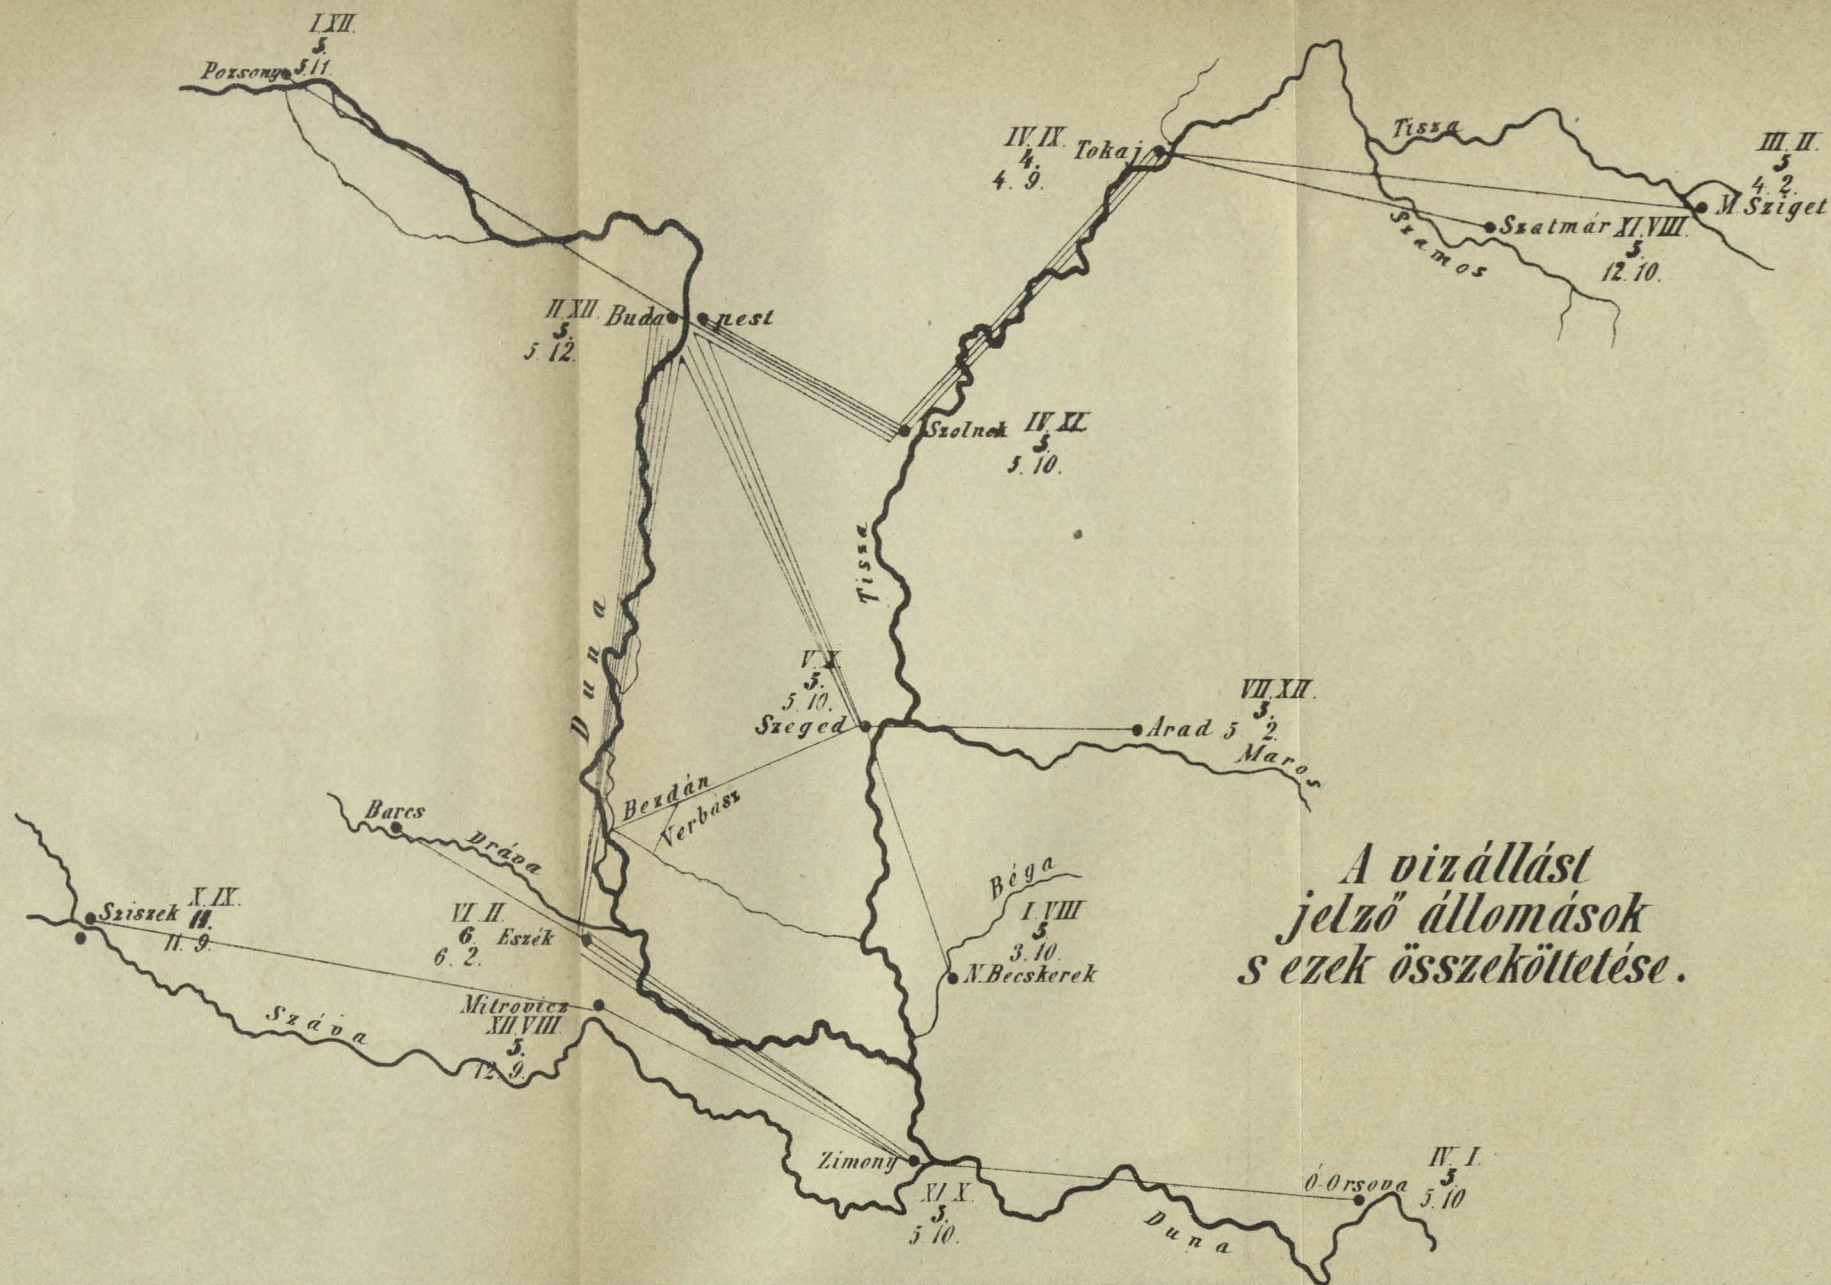 I XII.
5.
Pozsony 5.11.
IV. IX.
4.
4. 9.
Tokaj
Tisza
III. II.
5
4. 2.
M. Sziget
Szatmár XI. VIII.
5.
12. 10.
Szamos
II XII. Buda pest
5.
5. 12.
Szolnok IV. XI.
5.
5. 10.
Tisza
Duna
V. X.
5.
5. 10.
Szeged
VII. XII.
5.
Arad 5 2.
Maros
Bezdán
Verbász
Barcs
Dráva
Béga
I. VIII
5
3. 10.
N. Becskerek
A vizállást
jelző állomások
s ezek összeköttetése.
Sziszek X. IX.
11.
11. 9.
VI. II.
6. Eszék
6. 2.
Mitrovicz
XII. VIII.
5.
12. 9.
Száva
Zimony
XI. X.
5.
5. 10.
Ó-Orsova IV. I.
5.
5. 10
Duna